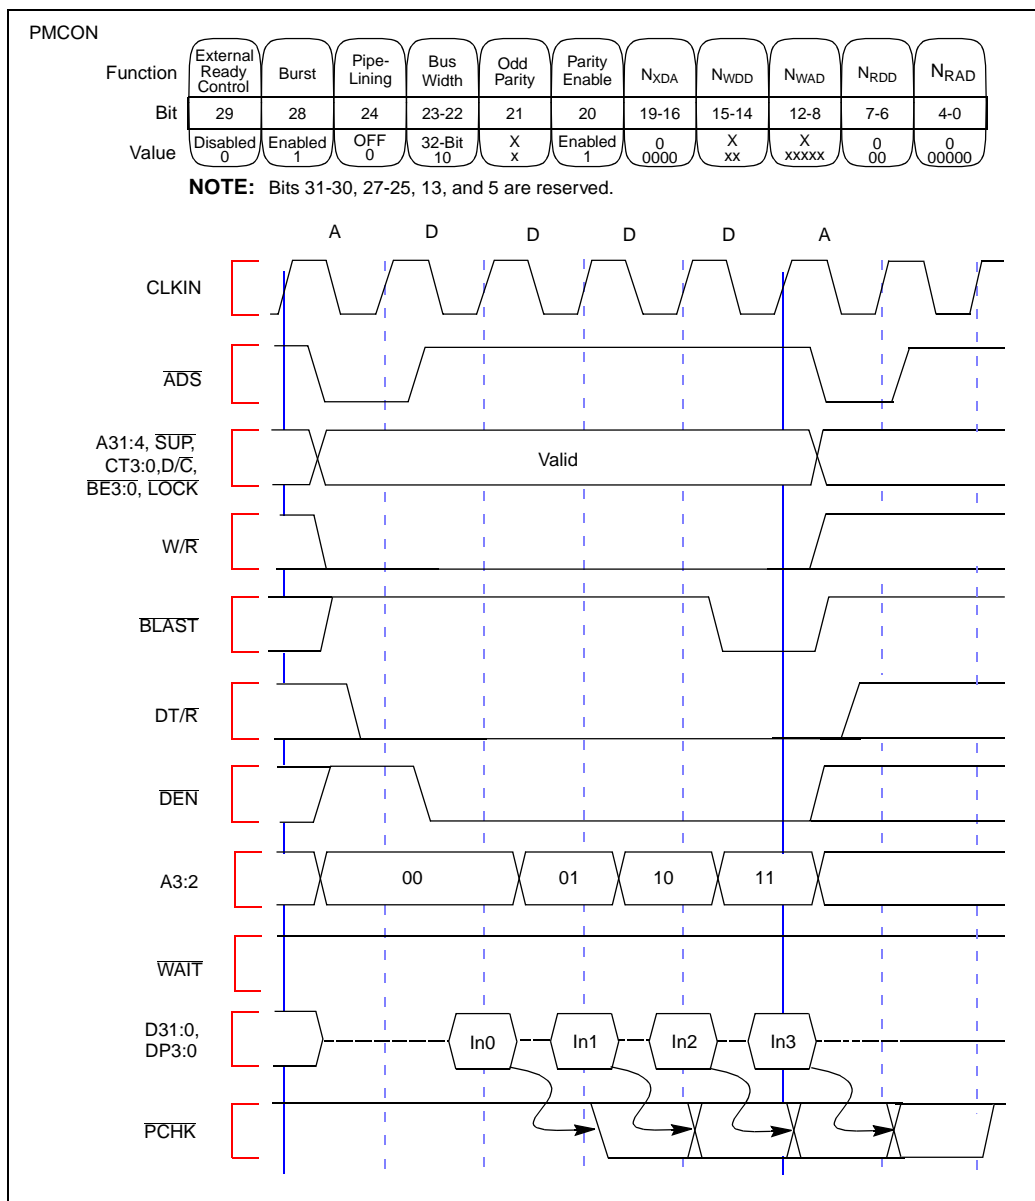 PMCON
Function
External Ready Control
Burst
Pipe-Lining
Bus Width
Odd Parity
Parity Enable
NXDA
NWDD
NWAD
NRDD
NRAD
Bit
29
28
24
23-22
21
20
19-16
15-14
12-8
7-6
4-0
Value
Disabled 0
Enabled 1
OFF 0
32-Bit 10
X x
Enabled 1
0 0000
X xx
X xxxxx
0 00
0 00000
NOTE: Bits 31-30, 27-25, 13, and 5 are reserved.
A D D D D A
CLKIN
ADS
A31:4, SUP,
CT3:0,D/C,
BE3:0, LOCK
Valid
W/R
BLAST
DT/R
DEN
A3:2
00 01 10 11
WAIT
D31:0,
DP3:0
In0 In1 In2 In3
PCHK